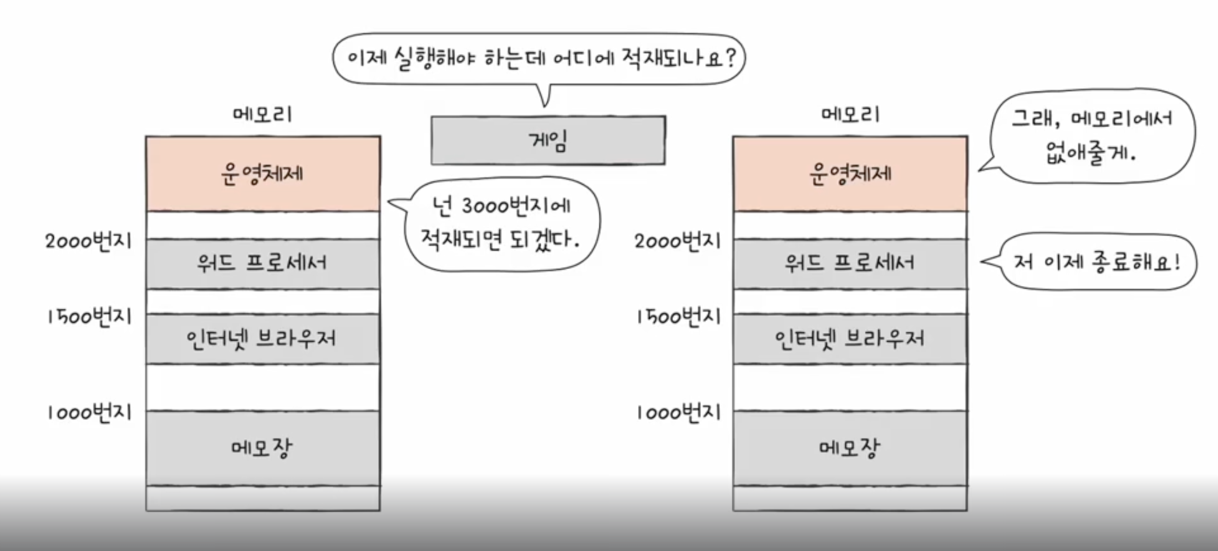 이제 실행해야 하는데 어디에 적재되나요?
메모리
게임
운영체제
넌 3000번지에
적재되면 되겠다.
2000번지
워드 프로세서
1500번지
인터넷 브라우저
1000번지
메모장
메모리
그래, 메모리에서
없애줄게.
운영체제
2000번지
워드 프로세서
저 이제 종료해요!
1500번지
인터넷 브라우저
1000번지
메모장